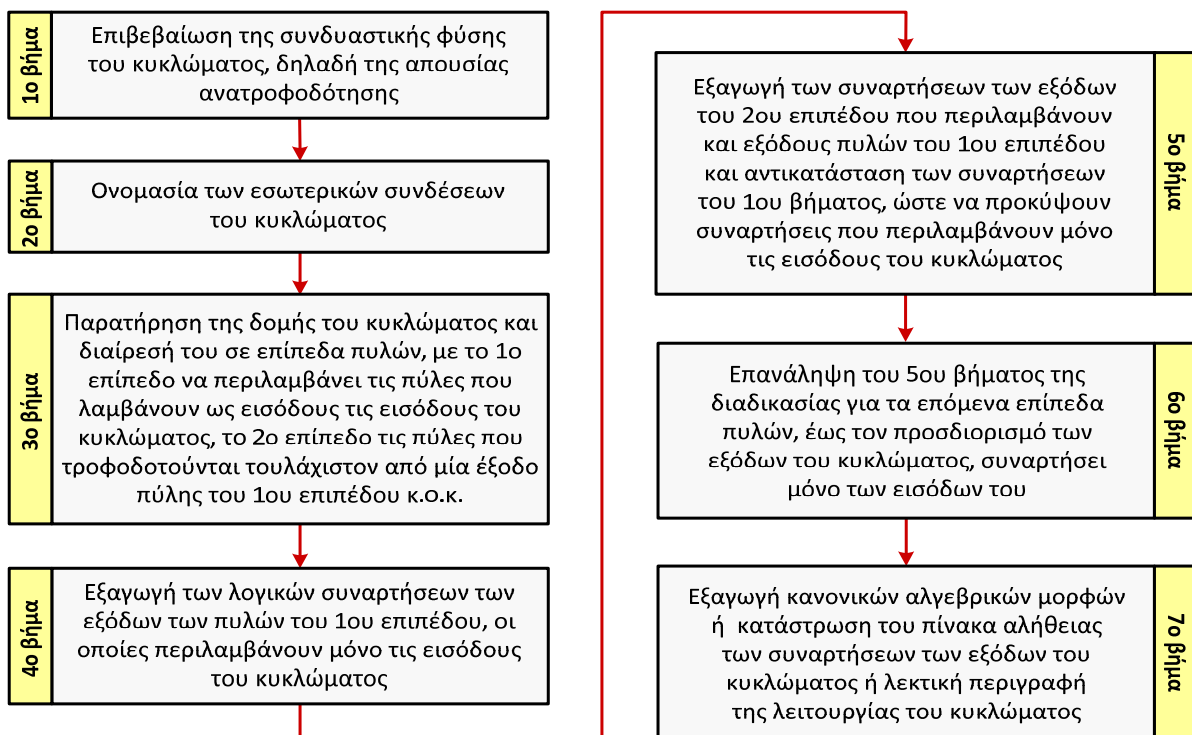 1ο βήμα
Επιβεβαίωση της συνδυαστικής φύσης
του κυκλώματος, δηλαδή της απουσίας
ανατροφοδότησης
2ο βήμα
Ονομασία των εσωτερικών συνδέσεων
του κυκλώματος
3ο βήμα
Παρατήρηση της δομής του κυκλώματος και
διαίρεσή του σε επίπεδα πυλών, με το 1ο
επίπεδο να περιλαμβάνει τις πύλες που
λαμβάνουν ως εισόδους τις εισόδους του
κυκλώματος, το 2ο επίπεδο τις πύλες που
τροφοδοτούνται τουλάχιστον από μία έξοδο
πύλης του 1ου επιπέδου κ.ο.κ.
4ο βήμα
Εξαγωγή των λογικών συναρτήσεων των
εξόδων των πυλών του 1ου επιπέδου, οι
οποίες περιλαμβάνουν μόνο τις εισόδους
του κυκλώματος
5ο βήμα
Εξαγωγή των συναρτήσεων των εξόδων
του 2ου επιπέδου που περιλαμβάνουν
και εξόδους πυλών του 1ου επιπέδου
και αντικατάσταση των συναρτήσεων
του 1ου βήματος, ώστε να προκύψουν
συναρτήσεις που περιλαμβάνουν μόνο
τις εισόδους του κυκλώματος
6ο βήμα
Επανάληψη του 5ου βήματος της
διαδικασίας για τα επόμενα επίπεδα
πυλών, έως τον προσδιορισμό των
εξόδων του κυκλώματος, συναρτήσει
μόνο των εισόδων του
7ο βήμα
Εξαγωγή κανονικών αλγεβρικών μορφών
ή κατάστρωση του πίνακα αλήθειας
των συναρτήσεων των εξόδων του
κυκλώματος ή λεκτική περιγραφή
της λειτουργίας του κυκλώματος